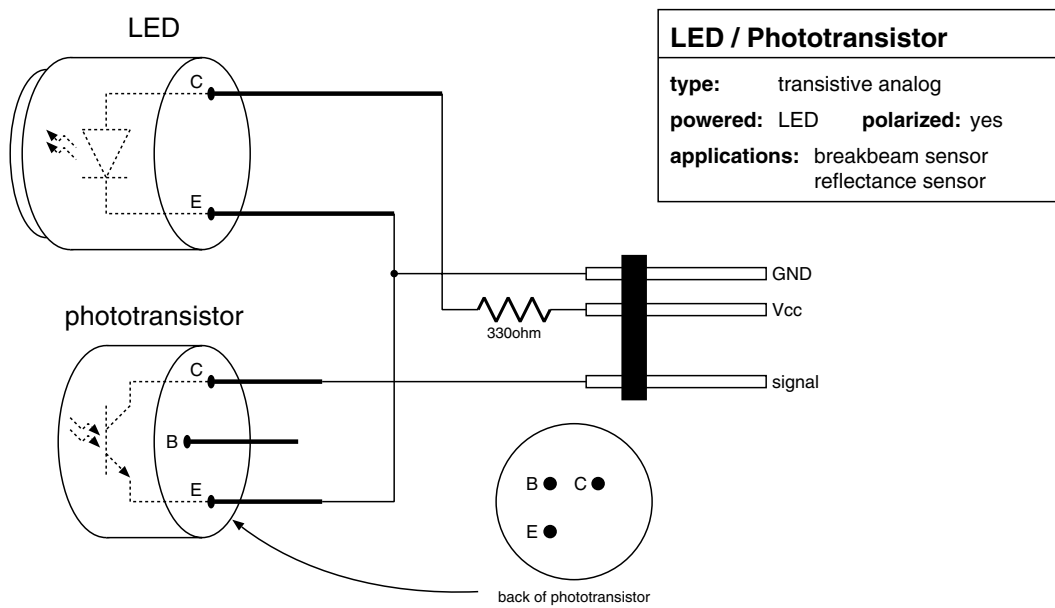 LED
C
E
LED / Phototransistor
type: transistive analog
powered: LED polarized: yes
applications: breakbeam sensor
reflectance sensor
GND
Vcc
330ohm
signal
phototransistor
C
B
E
B C
E
back of phototransistor